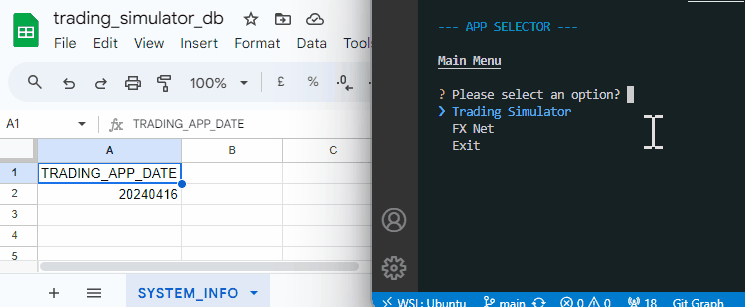 trading_simulator_db
File Edit View Insert Format Data Tools
100% £ % .0
A1 fx TRADING_APP_DATE
A B C
1 TRADING_APP_DATE
2 20240416
3
4
5
SYSTEM_INFO
--- APP SELECTOR ---
Main Menu
? Please select an option?
❯ Trading Simulator
FX Net
Exit
WSL: Ubuntu main 0 0 18 Git Graph